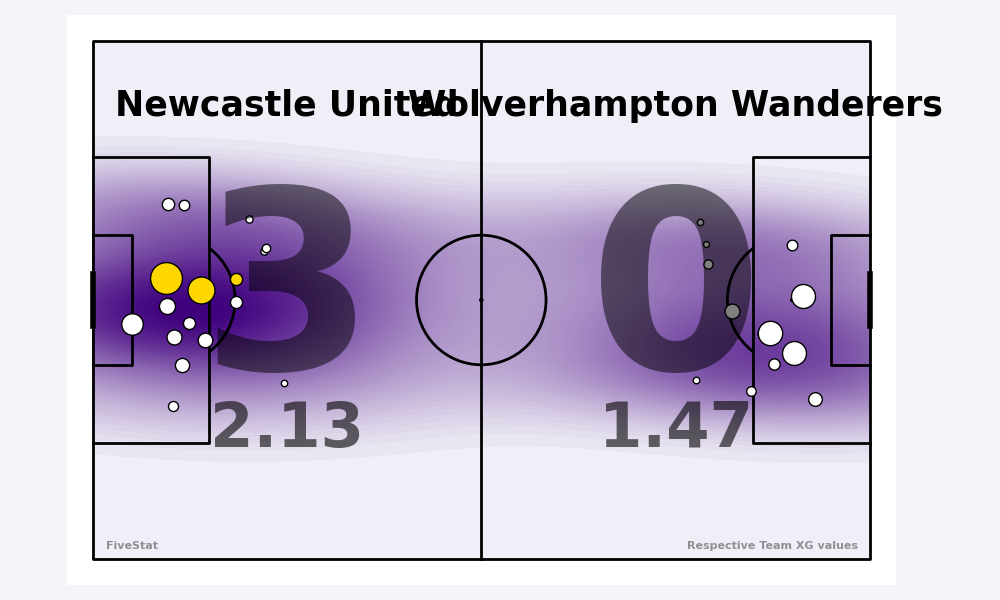 Newcastle United
Wolverhampton Wanderers
3
0
2.13
1.47
FiveStat
Respective Team XG values